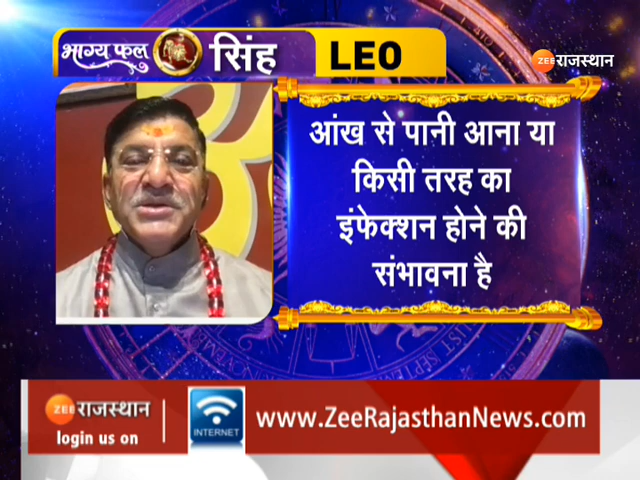 भाग्य फल सिंह LEO
ZEE राजस्थान
आंख से पानी आना या
किसी तरह का
इंफेक्शन होने की
संभावना है
ZEE राजस्थान
login us on
INTERNET
www.ZeeRajasthanNews.com